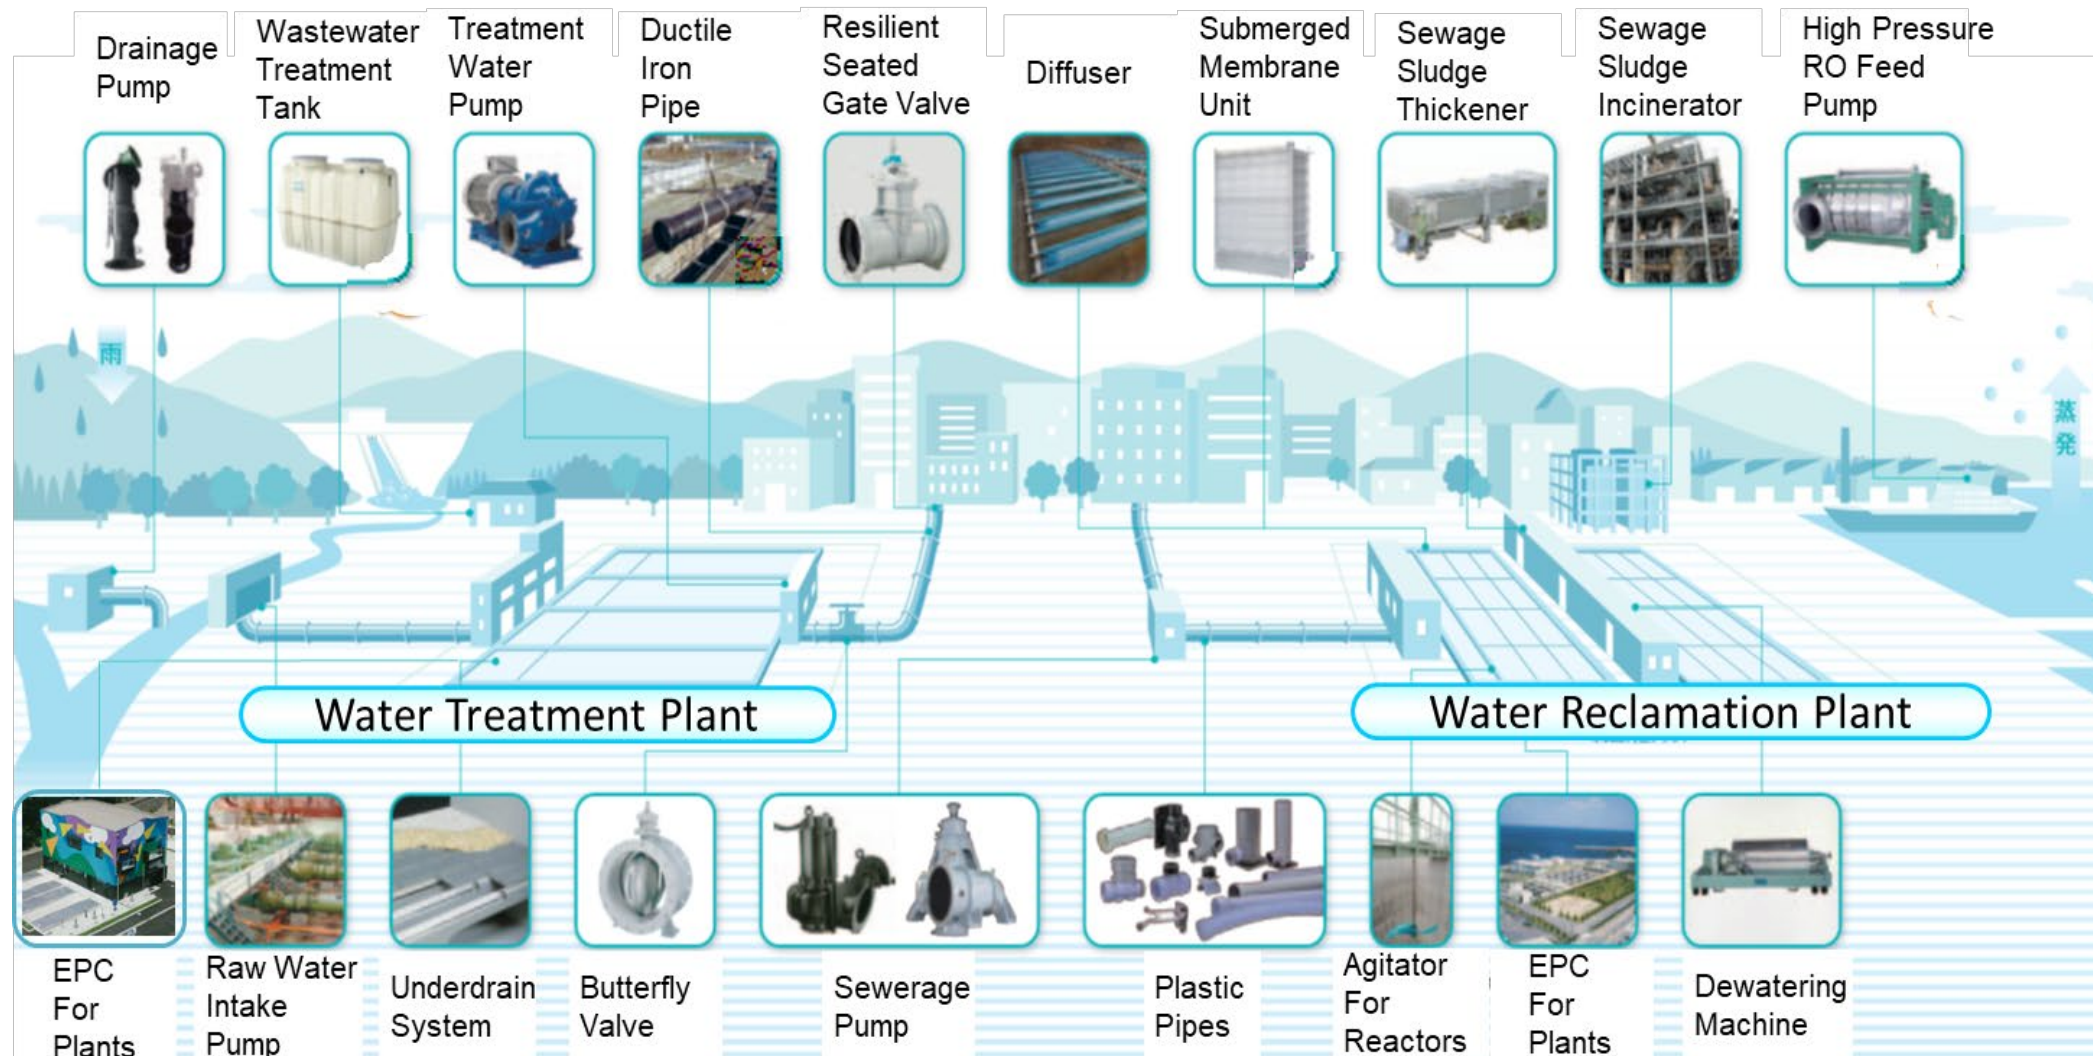 Drainage
Pump
Wastewater
Treatment
Tank
Treatment
Water
Pump
Ductile
Iron
Pipe
Resilient
Seated
Gate Valve
Diffuser
Submerged
Membrane
Unit
Sewage
Sludge
Thickener
Sewage
Sludge
Incinerator
High Pressure
RO Feed
Pump
雨
蒸
発
Water Treatment Plant
Water Reclamation Plant
EPC
For
Plants
Raw Water
Intake
Pump
Underdrain
System
Butterfly
Valve
Sewerage
Pump
Plastic
Pipes
Agitator
For
Reactors
EPC
For
Plants
Dewatering
Machine